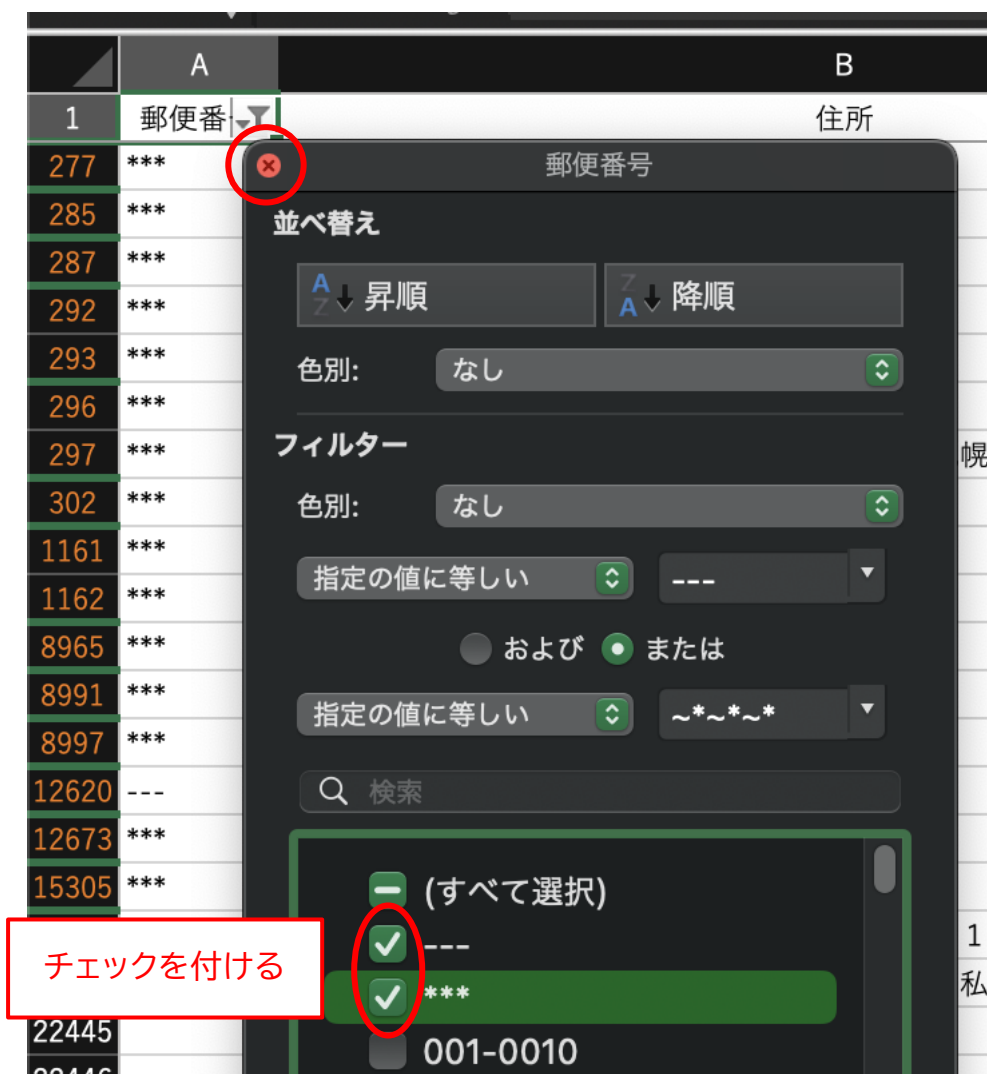 A B
1 郵便番 住所
277 ***
郵便番号
285 ***
並べ替え
287 ***
292 ***
A
Z 昇順
Z
A 降順
293 ***
色別: なし
296 ***
297 ***
フィルター
幌
302 ***
色別: なし
1161 ***
指定の値に等しい ---
1162 ***
8965 ***
および または
8991 ***
指定の値に等しい ~*~*~*
8997 ***
12620 ---
検索
12673 ***
15305 ***
(すべて選択)
チェックを付ける
---
1
***
私
22445
001-0010